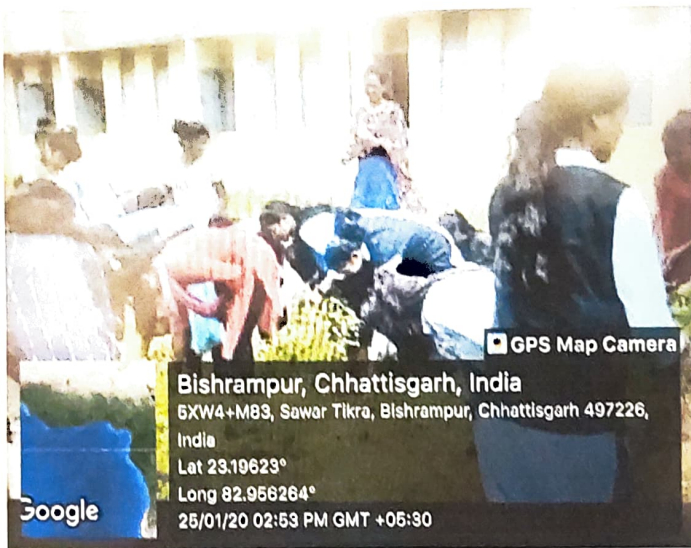 GPS Map Camera
Bishrampur, Chhattisgarh, India
5XW4+M83, Sawar Tikra, Bishrampur, Chhattisgarh 497226,
India
Lat 23.19623°
Long 82.956264°
25/01/20 02:53 PM GMT +05:30
Google